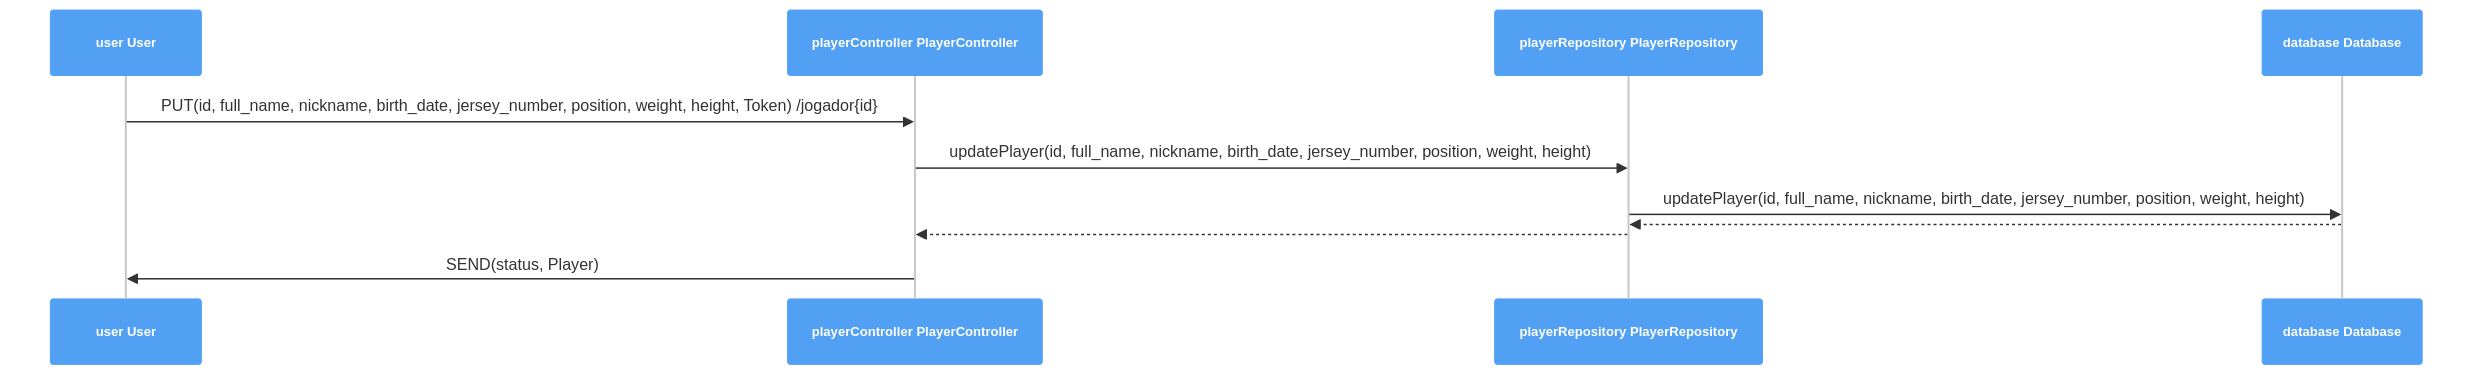 user User
playerController PlayerController
playerRepository PlayerRepository
database Database
PUT(id, full_name, nickname, birth_date, jersey_number, position, weight, height, Token) /jogador{id}
updatePlayer(id, full_name, nickname, birth_date, jersey_number, position, weight, height)
updatePlayer(id, full_name, nickname, birth_date, jersey_number, position, weight, height)
SEND(status, Player)
user User
playerController PlayerController
playerRepository PlayerRepository
database Database